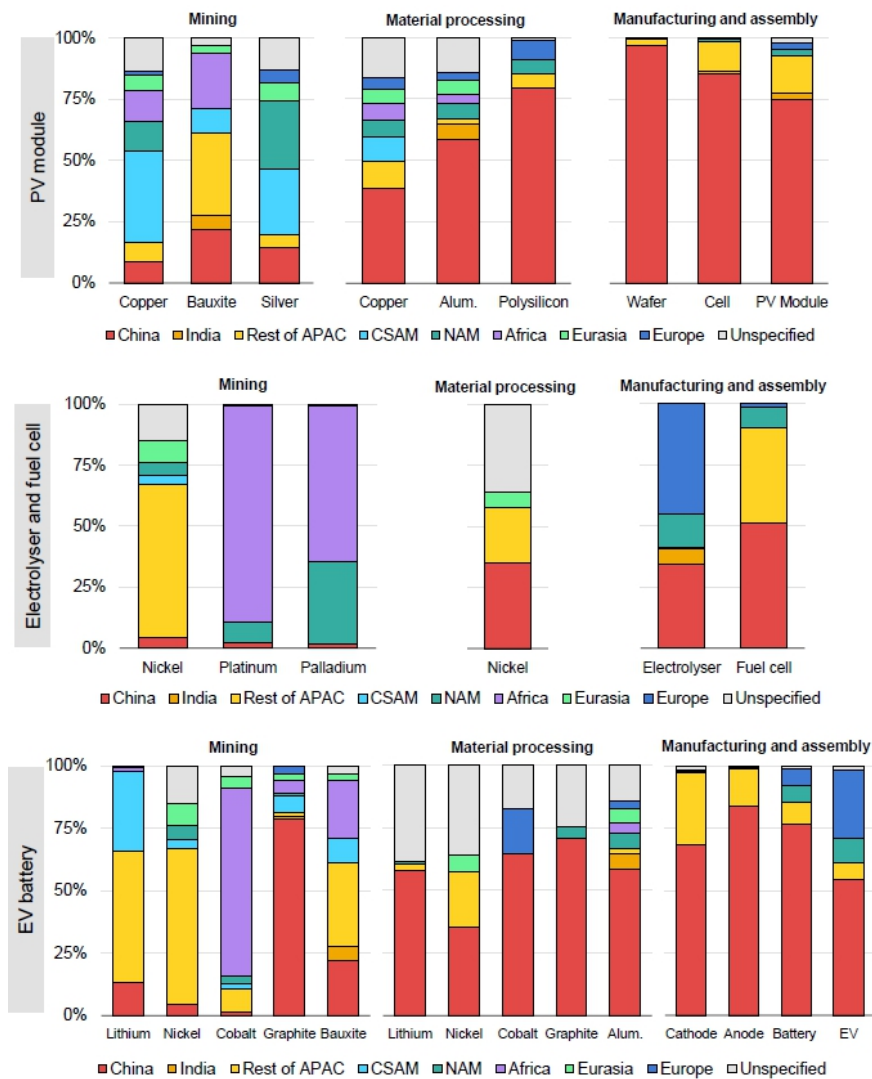 Mining Material processing Manufacturing and assembly
PV module
100%
75%
50%
25%
0%
Copper Bauxite Silver Copper Alum. Polysilicon Wafer Cell PV Module
China India Rest of APAC CSAM NAM Africa Eurasia Europe Unspecified
Mining Material processing Manufacturing and assembly
Electrolyser and fuel cell
100%
75%
50%
25%
0%
Nickel Platinum Palladium Nickel Electrolyser Fuel cell
China India Rest of APAC CSAM NAM Africa Eurasia Europe Unspecified
Mining Material processing Manufacturing and assembly
EV battery
100%
75%
50%
25%
0%
Lithium Nickel Cobalt Graphite Bauxite Lithium Nickel Cobalt Graphite Alum. Cathode Anode Battery EV
China India Rest of APAC CSAM NAM Africa Eurasia Europe Unspecified